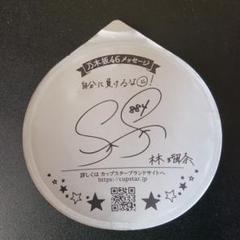 乃木坂46メッセージ
自分に負けるな!
884
林 瑠奈
詳しくは カップスターブランドサイトへ
https://cupstar.jp